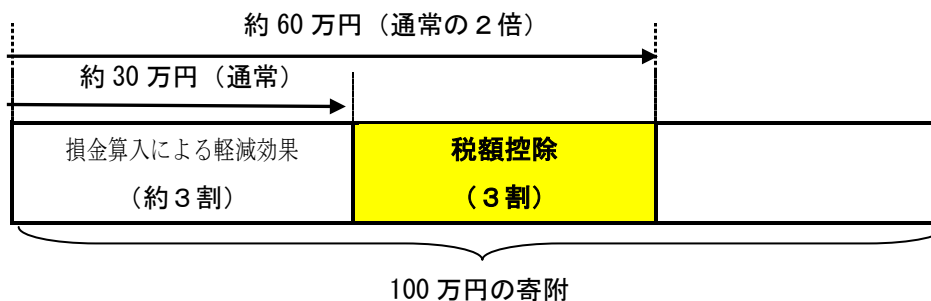 約 60 万円（通常の２倍）
約 30 万円（通常）
損金算入による軽減効果
（約３割）
税額控除
（３割）
100 万円の寄附